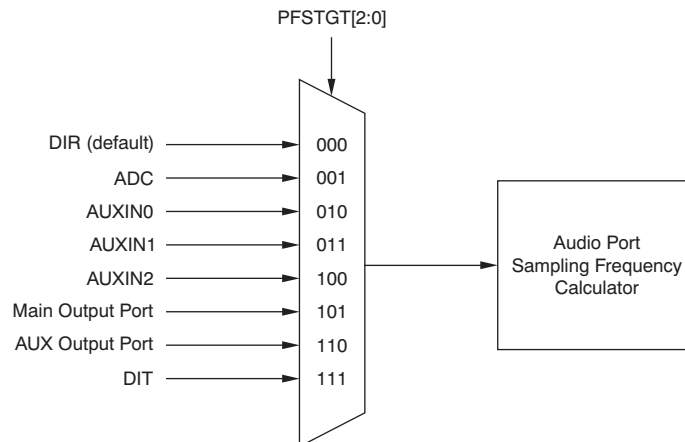 PFSTGT[2:0]
DIR (default) 000
ADC 001
AUXIN0 010
AUXIN1 011
AUXIN2 100
Main Output Port 101
AUX Output Port 110
DIT 111
Audio Port
Sampling Frequency
Calculator